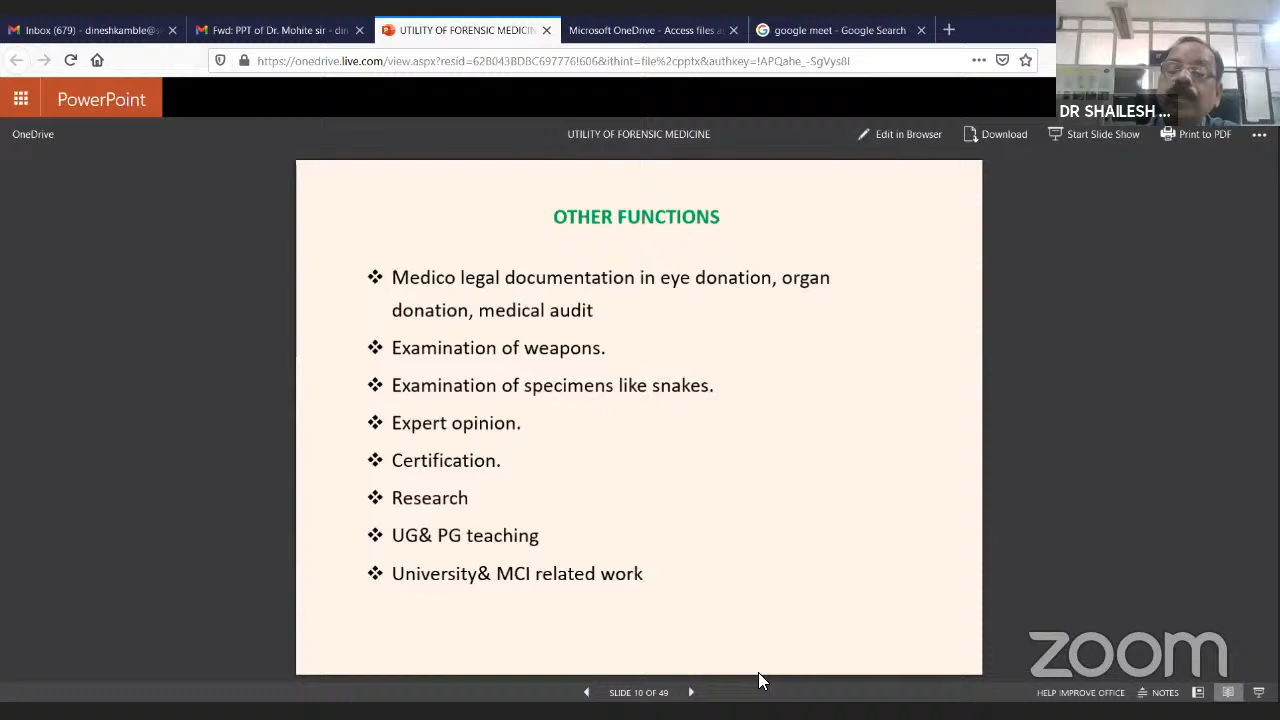 Inbox (679) - dineshkamble@s
Fwd: PPT of Dr. Mohite sir - din
UTILITY OF FORENSIC MEDICIN
Microsoft OneDrive - Access files a
google meet - Google Search
https://onedrive.live.com/view.aspx?resid=62B043BDBC697776!606&ithint=file%2cpptx&authkey=!APQahe_-SgVys8I
PowerPoint
DR SHAILESH ...
OneDrive
UTILITY OF FORENSIC MEDICINE
Edit in Browser
Download
Start Slide Show
Print to PDF
OTHER FUNCTIONS
❖ Medico legal documentation in eye donation, organ
donation, medical audit
❖ Examination of weapons.
❖ Examination of specimens like snakes.
❖ Expert opinion.
❖ Certification.
❖ Research
❖ UG& PG teaching
❖ University& MCI related work
zoom
SLIDE 10 OF 49
HELP IMPROVE OFFICE
NOTES